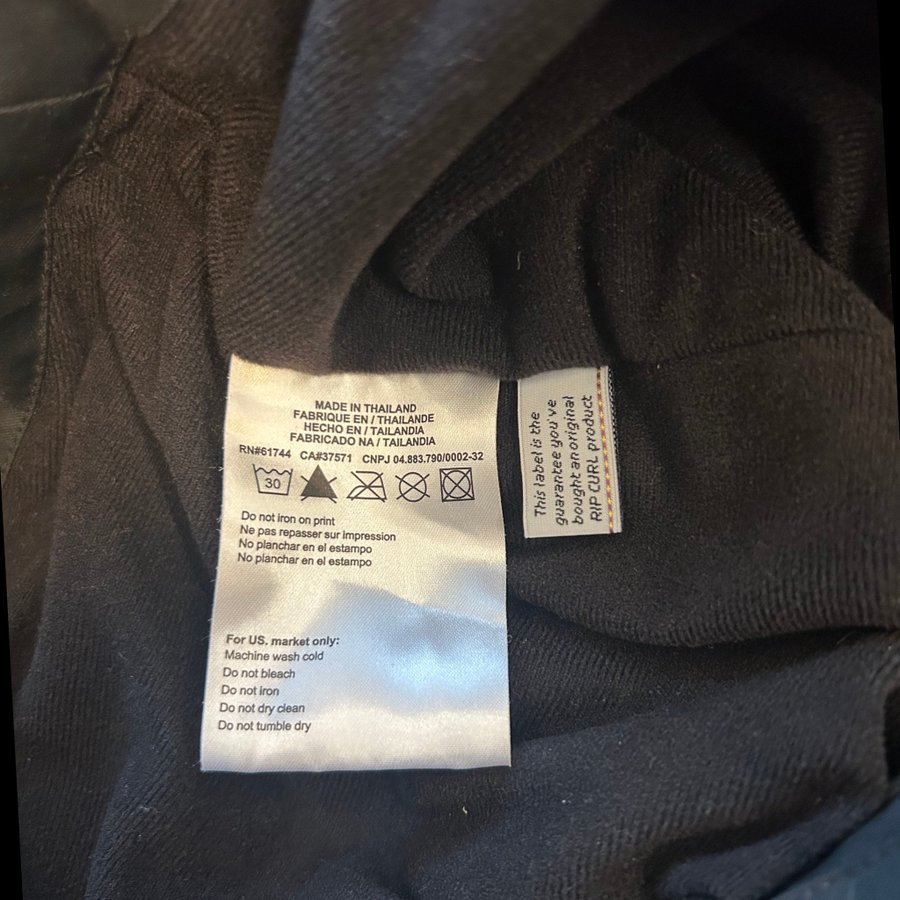 MADE IN THAILAND
FABRIQUE EN / THAILANDE
HECHO EN / TAILANDIA
FABRICADO NA / TAILANDIA
RN#61744 CA#37571 CNPJ 04.883.790/0002-32
30
Do not iron on print
Ne pas repasser sur impression
No planchar en el estampo
No planchar en el estampo
For US. market only:
Machine wash cold
Do not bleach
Do not iron
Do not dry clean
Do not tumble dry
This label is the
guarantee you've
bought an original
RIP CURL product